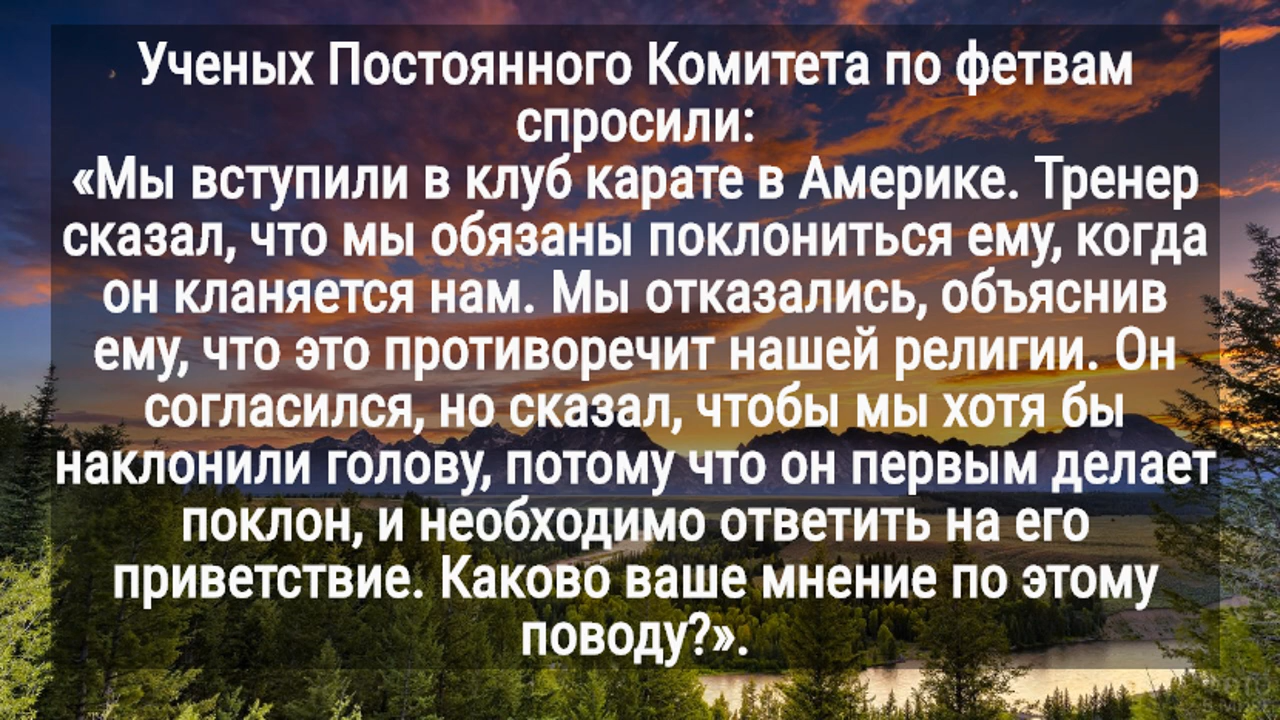 Ученых Постоянного Комитета по фетвам
спросили:
«Мы вступили в клуб карате в Америке. Тренер
сказал, что мы обязаны поклониться ему, когда
он кланяется нам. Мы отказались, объяснив
ему, что это противоречит нашей религии. Он
согласился, но сказал, чтобы мы хотя бы
наклонили голову, потому что он первым делает
поклон, и необходимо ответить на его
приветствие. Каково ваше мнение по этому
поводу?».